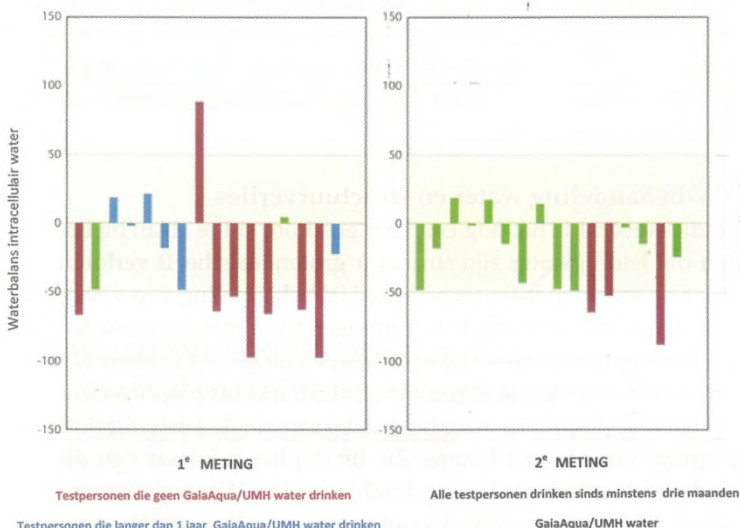 150
100
50
0
-50
-100
-150
Waterbalans intracellulair water
1e METING
Testpersonen die geen GaiaAqua/UMH water drinken
Testpersonen die langer dan 1 jaar GaiaAqua/UMH water drinken
150
100
50
0
-50
-100
-150
2e METING
Alle testpersonen drinken sinds minstens drie maanden
GaiaAqua/UMH water